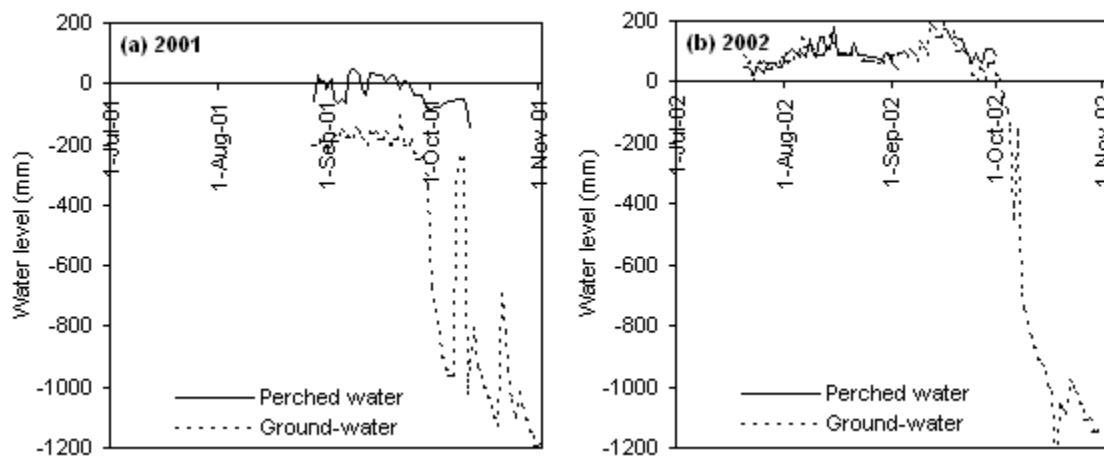 (a) 2001
Water level (mm)
200
0
-200
-400
-600
-800
-1000
-1200
1-Jul-01
1-Aug-01
1-Sep-01
1-Oct-01
1-Nov-01
Perched water
Ground-water
(b) 2002
Water level (mm)
200
0
-200
-400
-600
-800
-1000
-1200
1-Jul-02
1-Aug-02
1-Sep-02
1-Oct-02
1-Nov-02
Perched water
Ground-water